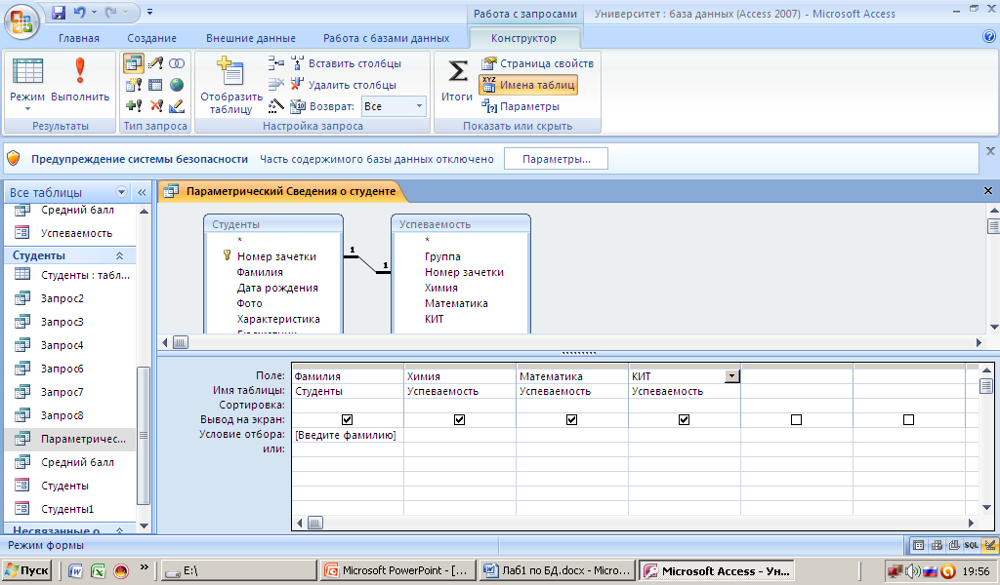 Работа с запросами
Университет : база данных (Access 2007) - Microsoft Access
Главная Создание Внешние данные Работа с базами данных Конструктор
Режим Выполнить
Результаты
Тип запроса
Отобразить таблицу
Вставить столбцы
Удалить столбцы
Возврат: Все
Настройка запроса
Итоги
Страница свойств
XYZ Имена таблиц
Параметры
Показать или скрыть
Предупреждение системы безопасности Часть содержимого базы данных отключено Параметры...
Все таблицы
Средний балл
Успеваемость
Студенты
Студенты : табл...
Запрос2
Запрос3
Запрос4
Запрос6
Запрос7
Запрос8
Параметричес...
Средний балл
Студенты
Студенты1
Несвязанные о
Параметрический Сведения о студенте
Студенты
*
Номер зачетки
Фамилия
Дата рождения
Фото
Характеристика
1 1
Успеваемость
*
Группа
Номер зачетки
Химия
Математика
КИТ
Поле: Фамилия Химия Математика КИТ
Имя таблицы: Студенты Успеваемость Успеваемость Успеваемость
Сортировка:
Вывод на экран:
Условие отбора: [Введите фамилию]
или:
Режим формы
SQL
Пуск
E:\
Microsoft PowerPoint - [...
Лаб1 по БД.docx - Micro...
Microsoft Access - Ун...
19:56